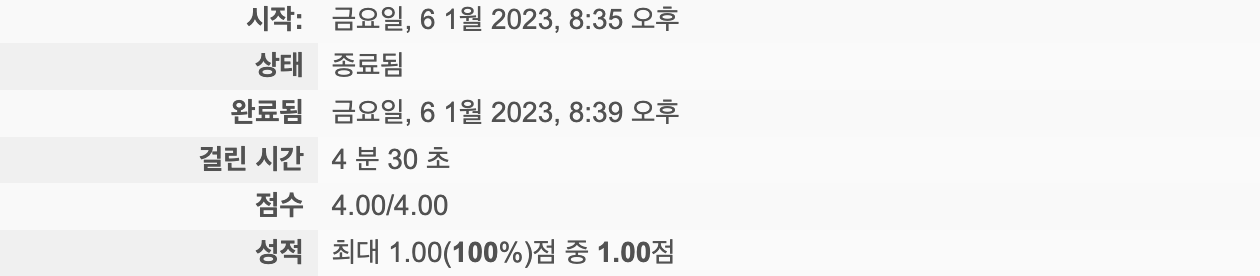 시작: 금요일, 6 1월 2023, 8:35 오후
상태 종료됨
완료됨 금요일, 6 1월 2023, 8:39 오후
걸린 시간 4 분 30 초
점수 4.00/4.00
성적 최대 1.00(100%)점 중 1.00점